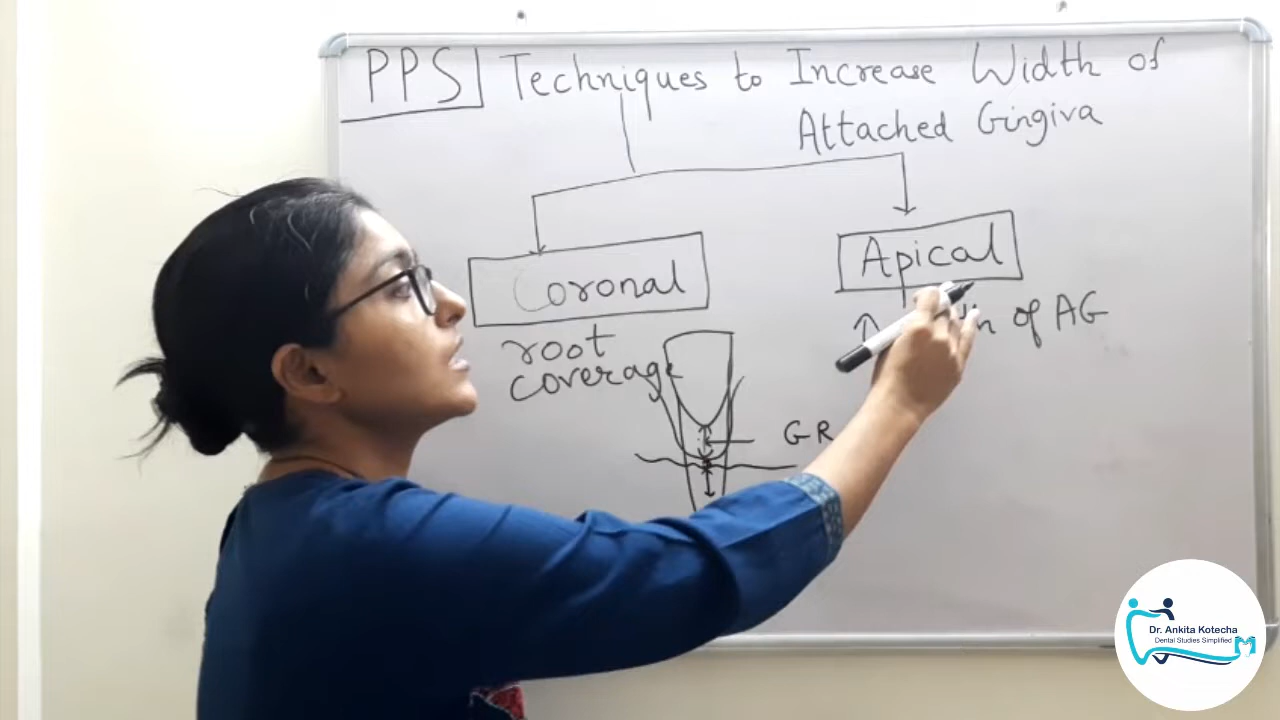 PPS Techniques to Increase Width of
Attached Gingiva
Coronal
Apical
root
coverage
↑ of AG
GR
Dr. Ankita Kotecha
Dental Studies Simplified